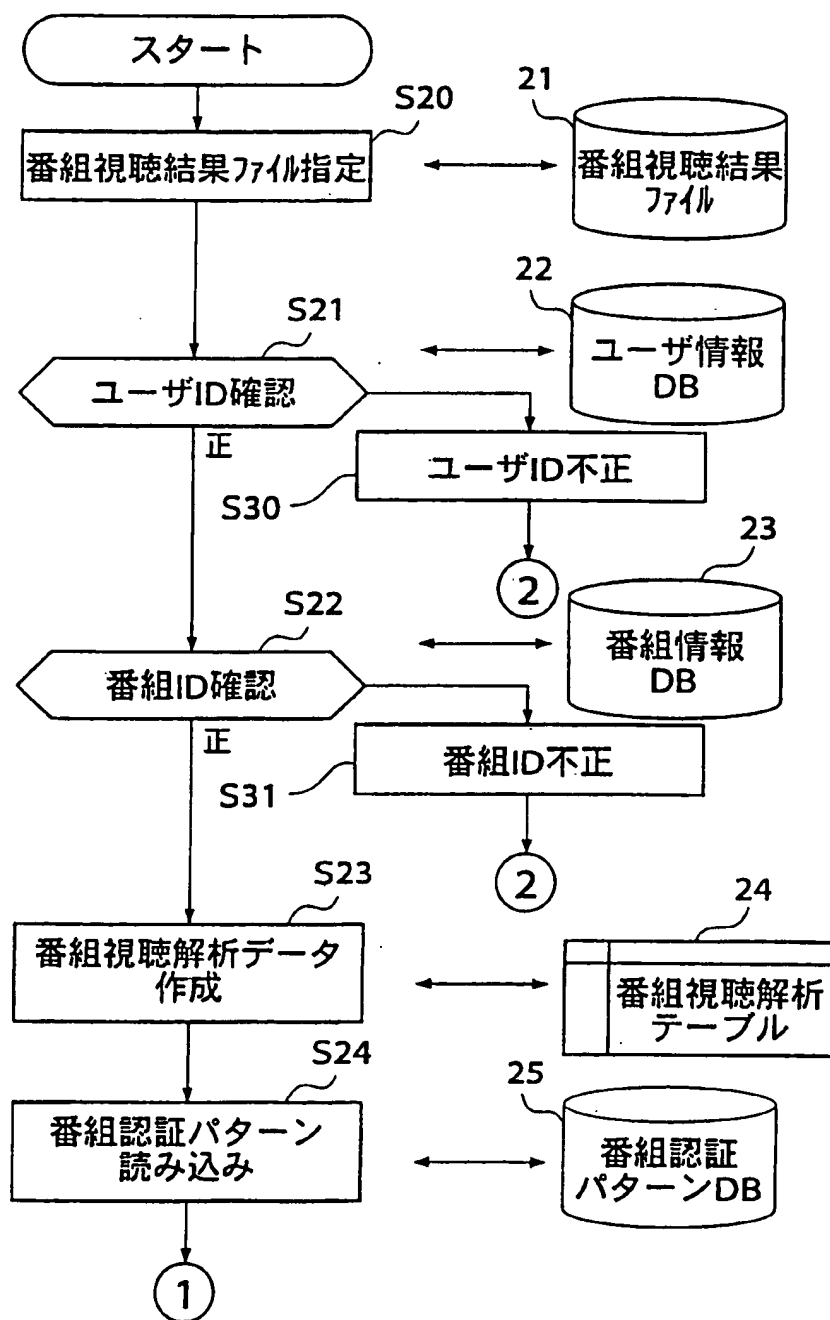 スタート
S20
番組視聴結果ファイル指定
21
番組視聴結果
ファイル
S21
ユーザID確認
正
22
ユーザ情報
DB
S30
ユーザID不正
2
S22
番組ID確認
正
23
番組情報
DB
S31
番組ID不正
2
S23
番組視聴解析データ
作成
24
番組視聴解析
テーブル
S24
番組認証パターン
読み込み
25
番組認証
パターンDB
1